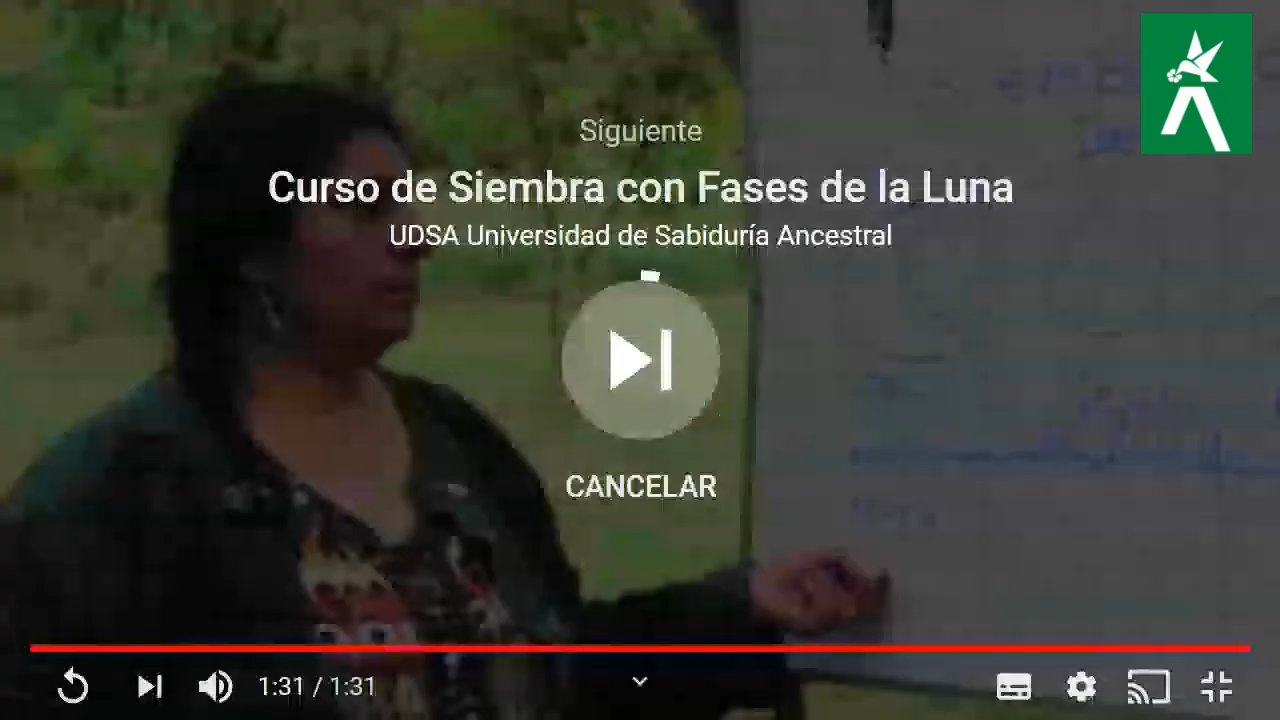 Siguiente
Curso de Siembra con Fases de la Luna
UDSA Universidad de Sabiduría Ancestral
CANCELAR
1:31 / 1:31